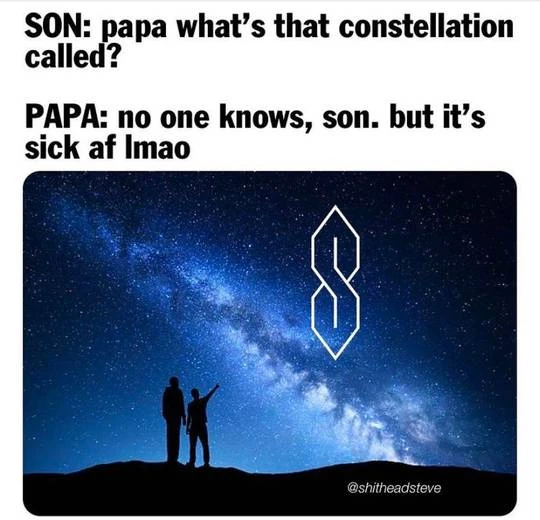 SON: papa what's that constellation
called?
PAPA: no one knows, son. but it's
sick af lmao
@shitheadsteve